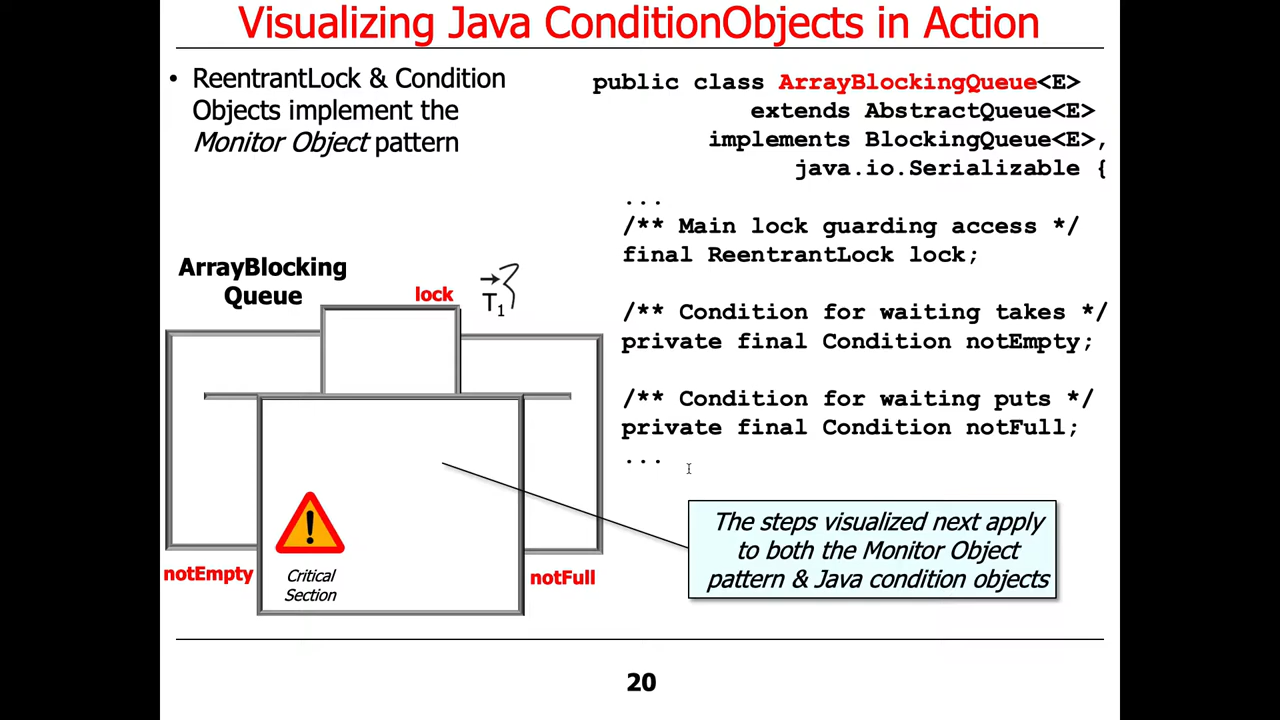 Visualizing Java ConditionObjects in Action
• ReentrantLock & Condition
Objects implement the
Monitor Object pattern
public class ArrayBlockingQueue<E>
extends AbstractQueue<E>
implements BlockingQueue<E>,
java.io.Serializable {
...
/** Main lock guarding access */
final ReentrantLock lock;
/** Condition for waiting takes */
private final Condition notEmpty;
/** Condition for waiting puts */
private final Condition notFull;
...
ArrayBlocking
Queue
lock
T1
notEmpty
Critical
Section
notFull
The steps visualized next apply
to both the Monitor Object
pattern & Java condition objects
20